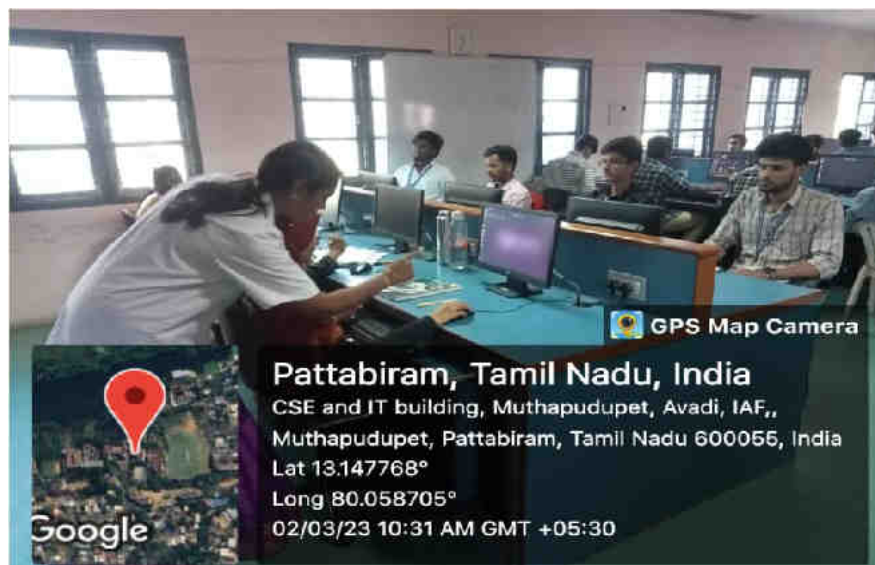 GPS Map Camera
Pattabiram, Tamil Nadu, India
CSE and IT building, Muthapudupet, Avadi, IAF,,
Muthapudupet, Pattabiram, Tamil Nadu 600055, India
Lat 13.147768°
Long 80.058705°
02/03/23 10:31 AM GMT +05:30
Google